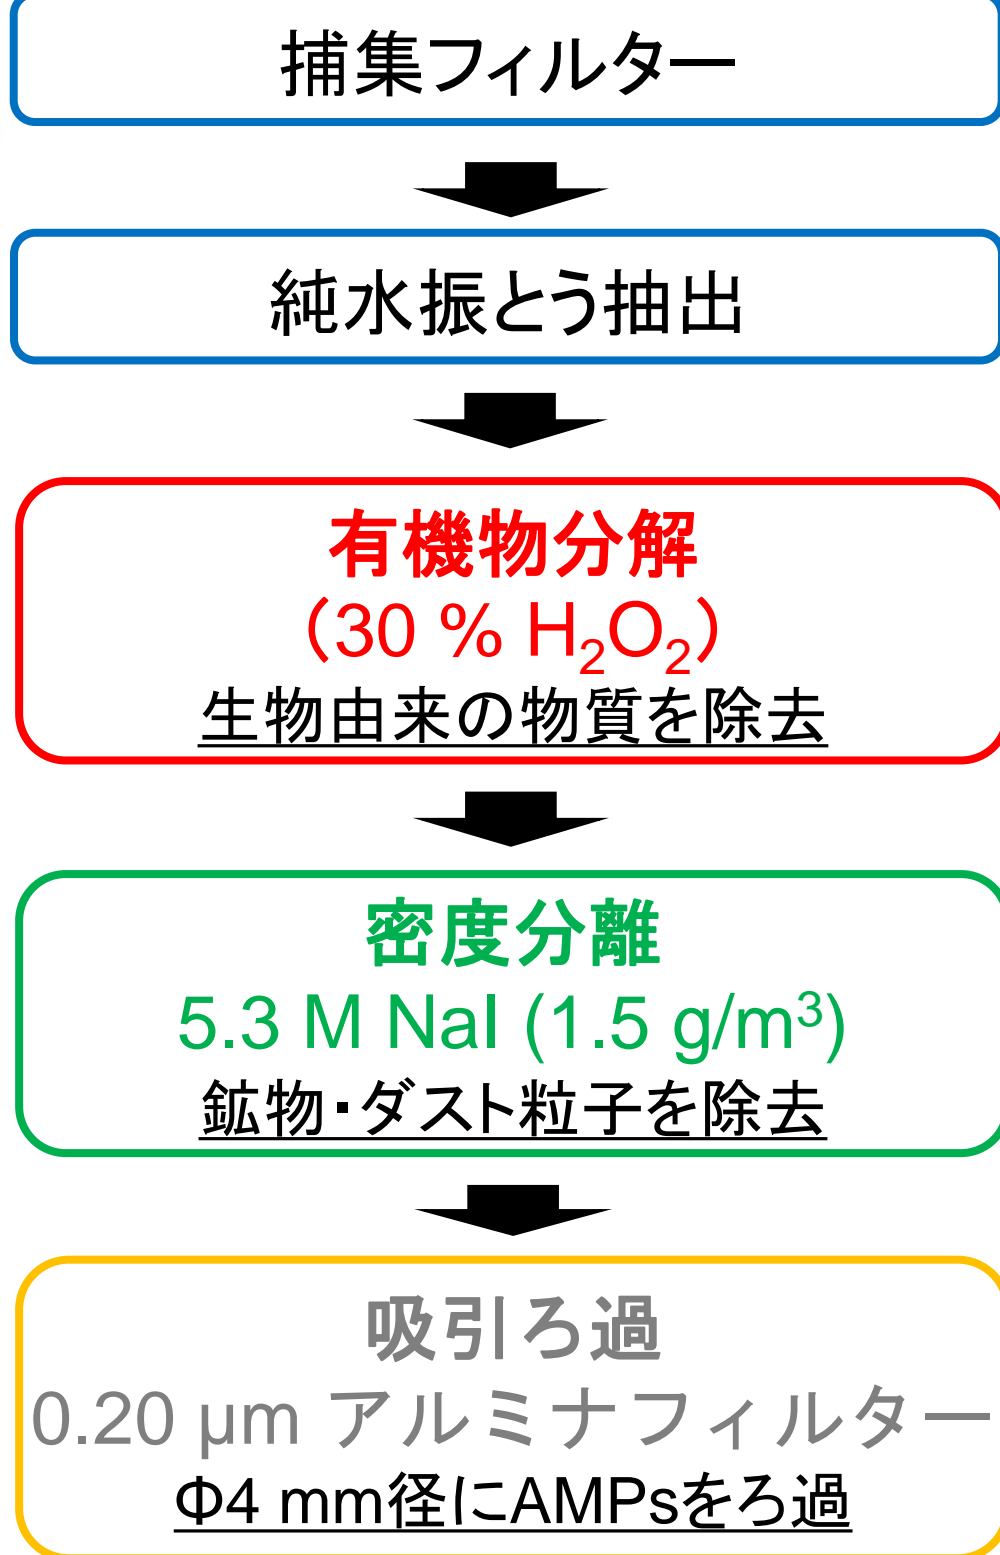 捕集フィルター
純水振とう抽出
有機物分解
（30 % H₂O₂）
生物由来の物質を除去
密度分離
5.3 M NaI (1.5 g/m³)
鉱物・ダスト粒子を除去
吸引ろ過
0.20 μm アルミナフィルター
Φ4 mm径にAMPsをろ過